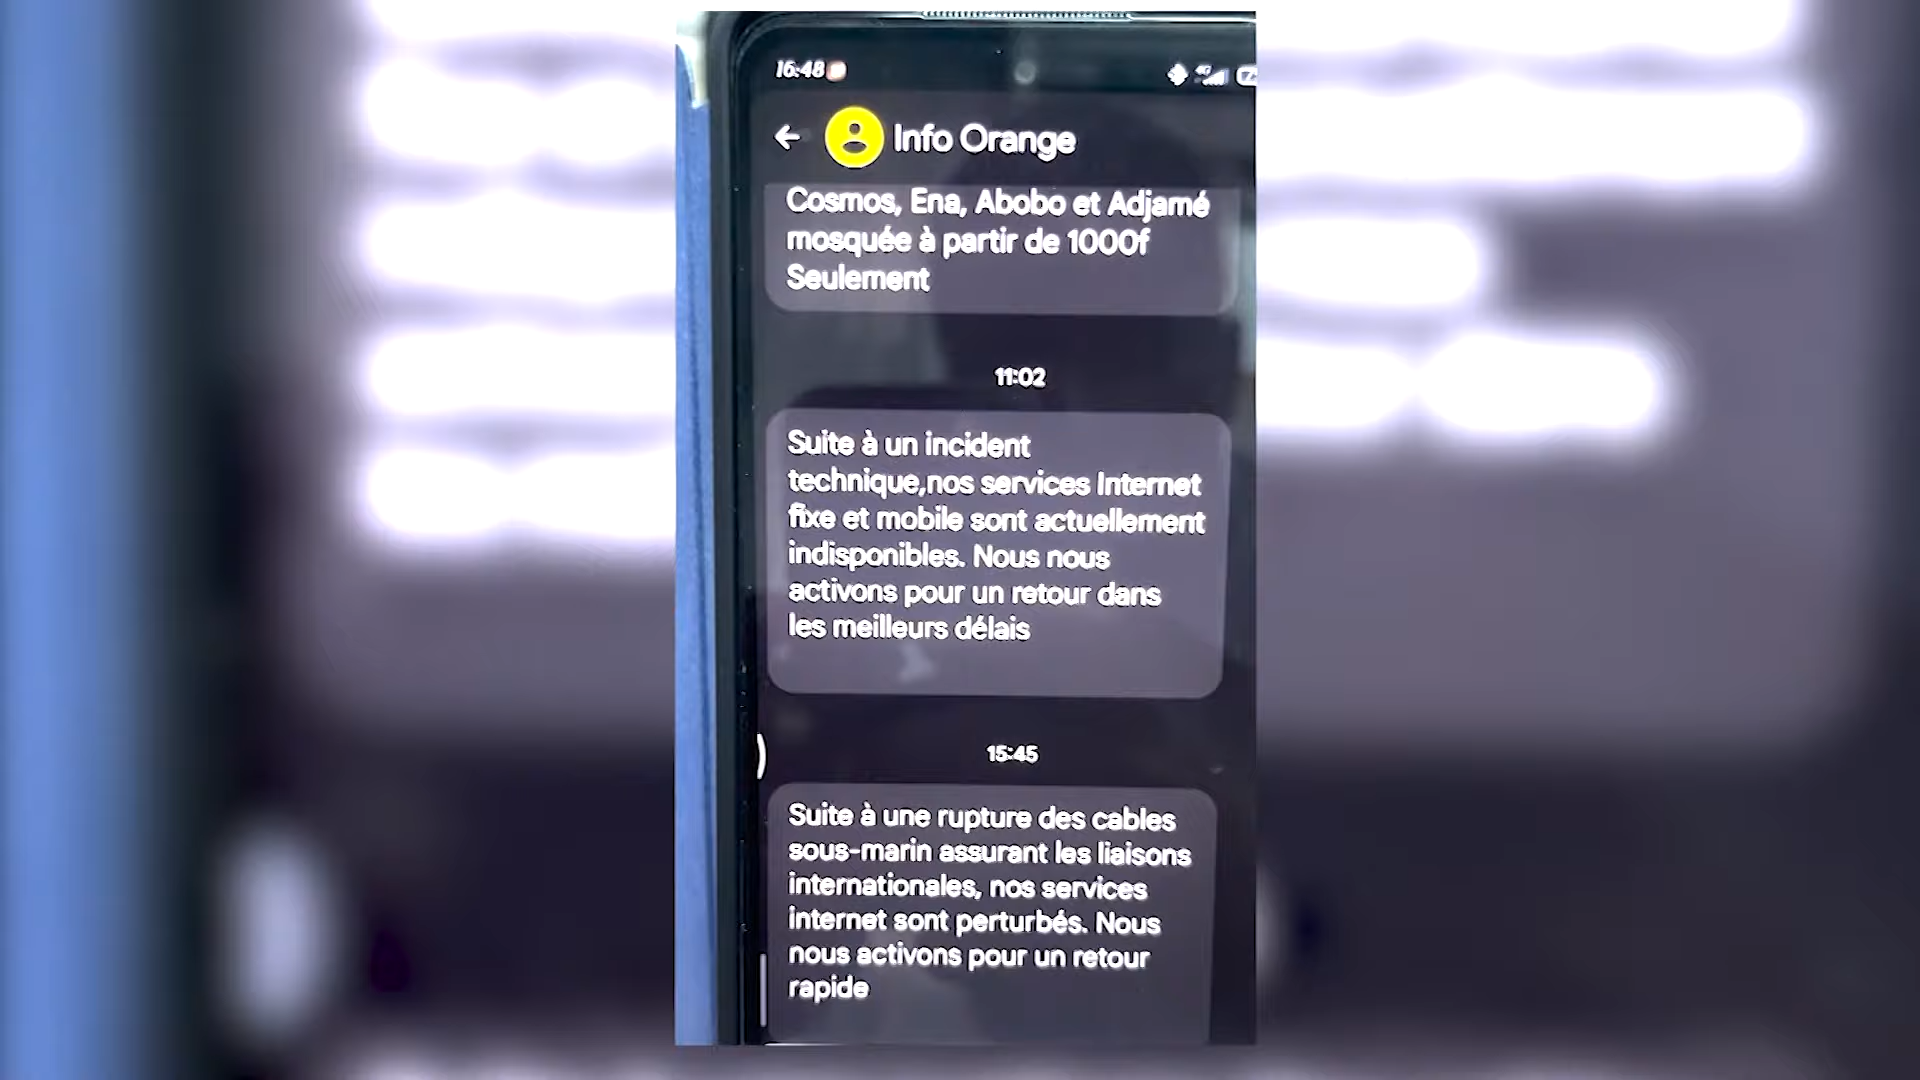 16:48
4G
Info Orange
Cosmos, Ena, Abobo et Adjamé
mosquée à partir de 1000f
Seulement
11:02
Suite à un incident
technique,nos services Internet
fixe et mobile sont actuellement
indisponibles. Nous nous
activons pour un retour dans
les meilleurs délais
15:45
Suite à une rupture des cables
sous-marin assurant les liaisons
internationales, nos services
internet sont perturbés. Nous
nous activons pour un retour
rapide